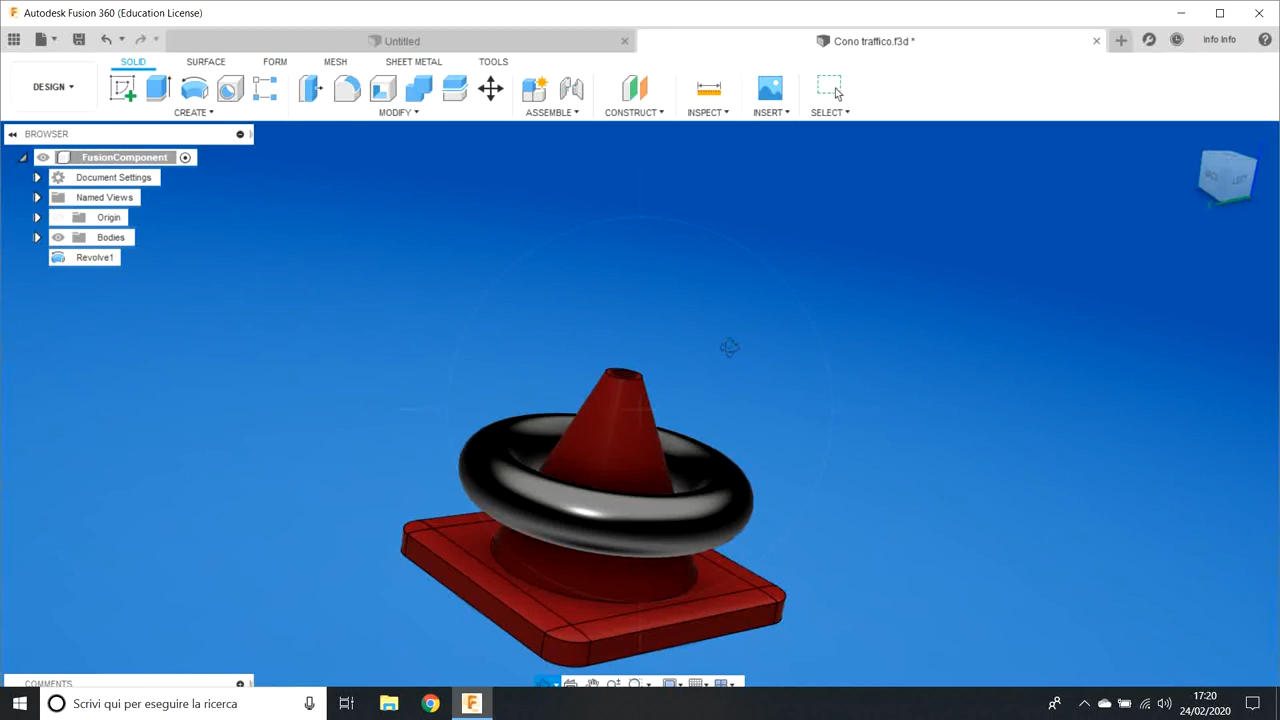 Autodesk Fusion 360 (Education License)
Untitled
Cono traffico.f3d *
Info Info
SOLID
SURFACE
FORM
MESH
SHEET METAL
TOOLS
DESIGN
CREATE
MODIFY
ASSEMBLE
CONSTRUCT
INSPECT
INSERT
SELECT
BROWSER
FusionComponent
Document Settings
Named Views
Origin
Bodies
Revolve1
BACK
LEFT
COMMENTS
Scrivi qui per eseguire la ricerca
17:20
24/02/2020